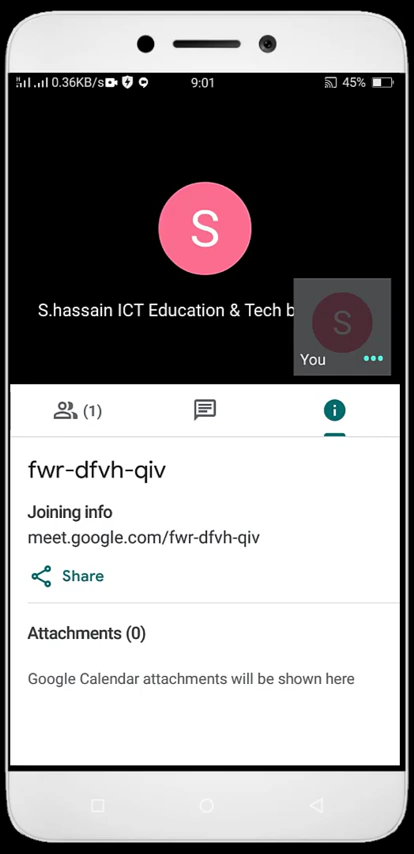 0.36KB/s
9:01
45%
S
S.hassain ICT Education & Tech b
S
You
(1)
fwr-dfvh-qiv
Joining info
meet.google.com/fwr-dfvh-qiv
Share
Attachments (0)
Google Calendar attachments will be shown here